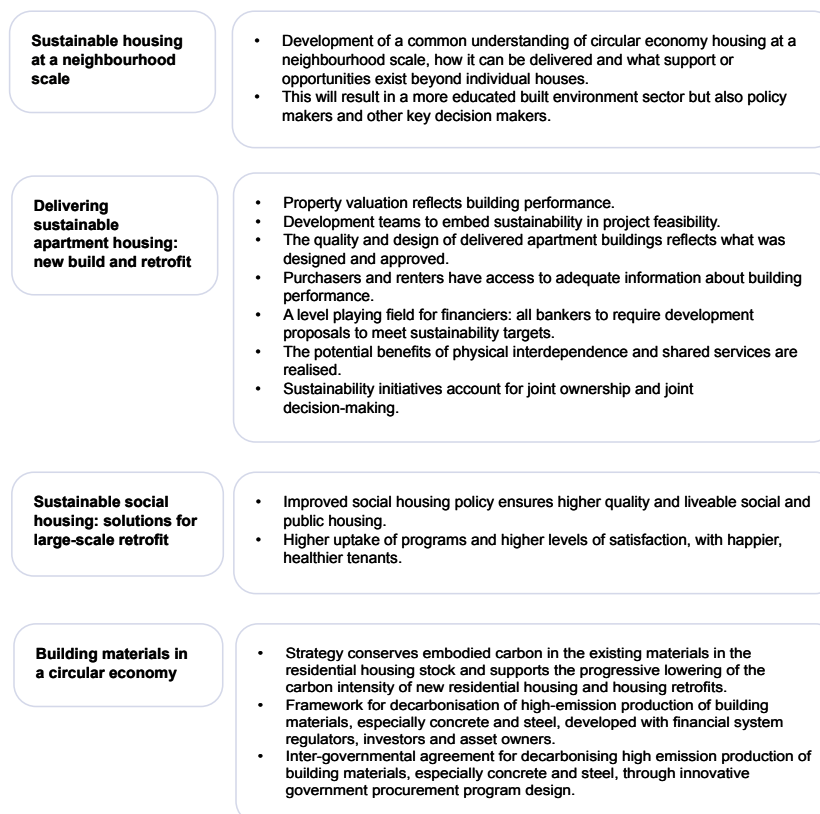 Sustainable housing
at a neighbourhood
scale
• Development of a common understanding of circular economy housing at a
neighbourhood scale, how it can be delivered and what support or
opportunities exist beyond individual houses.
• This will result in a more educated built environment sector but also policy
makers and other key decision makers.
Delivering
sustainable
apartment housing:
new build and retrofit
• Property valuation reflects building performance.
• Development teams to embed sustainability in project feasibility.
• The quality and design of delivered apartment buildings reflects what was
designed and approved.
• Purchasers and renters have access to adequate information about building
performance.
• A level playing field for financiers: all bankers to require development
proposals to meet sustainability targets.
• The potential benefits of physical interdependence and shared services are
realised.
• Sustainability initiatives account for joint ownership and joint
decision-making.
Sustainable social
housing: solutions for
large-scale retrofit
• Improved social housing policy ensures higher quality and liveable social and
public housing.
• Higher uptake of programs and higher levels of satisfaction, with happier,
healthier tenants.
Building materials in
a circular economy
• Strategy conserves embodied carbon in the existing materials in the
residential housing stock and supports the progressive lowering of the
carbon intensity of new residential housing and housing retrofits.
• Framework for decarbonisation of high-emission production of building
materials, especially concrete and steel, developed with financial system
regulators, investors and asset owners.
• Inter-governmental agreement for decarbonising high emission production of
building materials, especially concrete and steel, through innovative
government procurement program design.